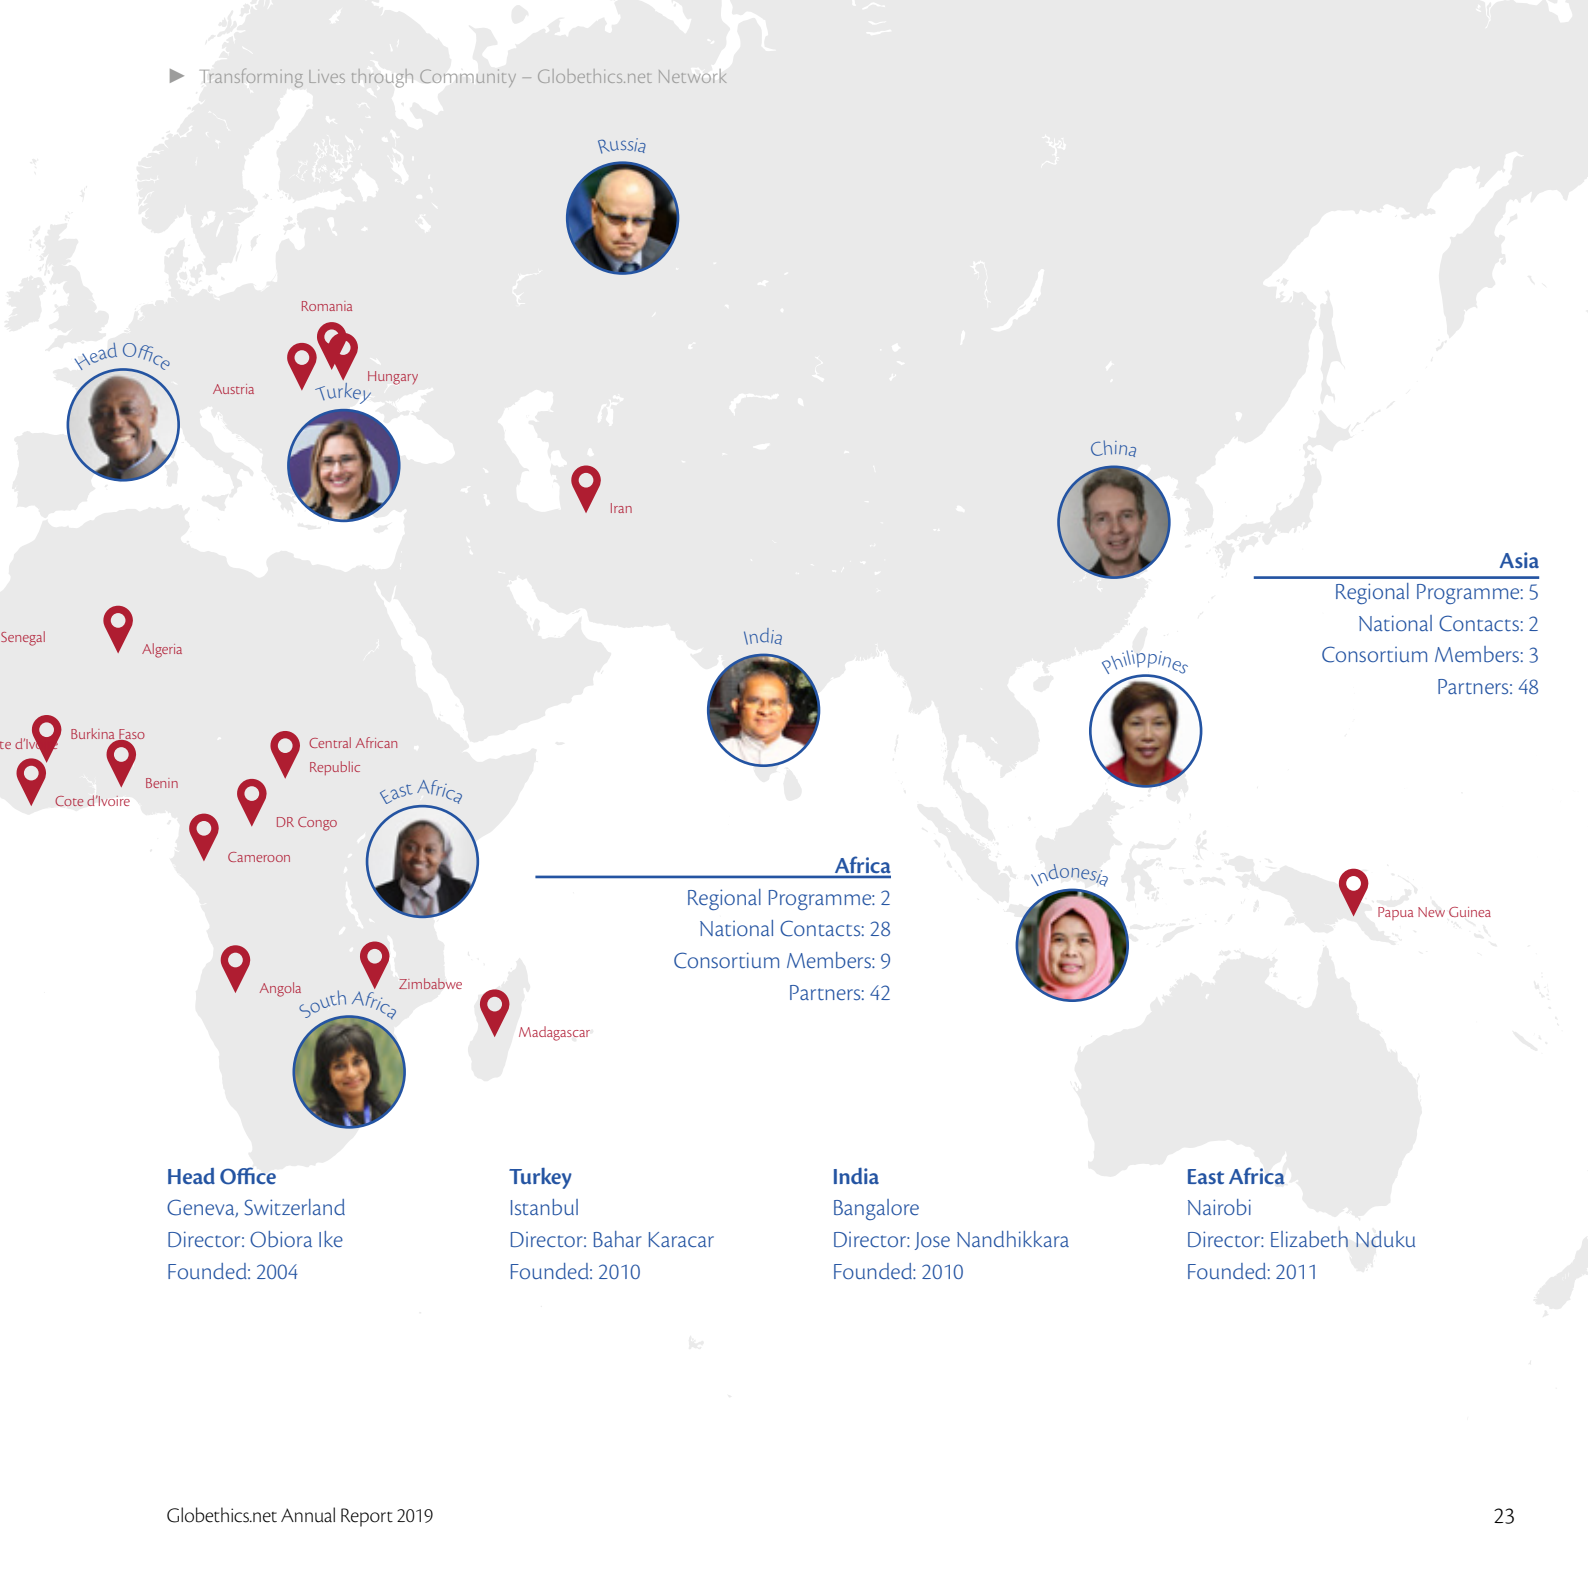 Transforming Lives through Community – Globethics.net Network
Russia
Romania
Head Office
Austria
Hungary
Turkey
China
Iran
Asia
Regional Programme: 5
National Contacts: 2
Consortium Members: 3
Partners: 48
Senegal
Algeria
India
Philippines
Burkina Faso
Central African
Republic
te d'Ivoire
Benin
Cote d'Ivoire
East Africa
DR Congo
Cameroon
Africa
Regional Programme: 2
National Contacts: 28
Consortium Members: 9
Partners: 42
Indonesia
Papua New Guinea
Angola
Zimbabwe
South Africa
Madagascar
Head Office
Geneva, Switzerland
Director: Obiora Ike
Founded: 2004
Turkey
Istanbul
Director: Bahar Karacar
Founded: 2010
India
Bangalore
Director: Jose Nandhikkara
Founded: 2010
East Africa
Nairobi
Director: Elizabeth Nduku
Founded: 2011
Globethics.net Annual Report 2019
23